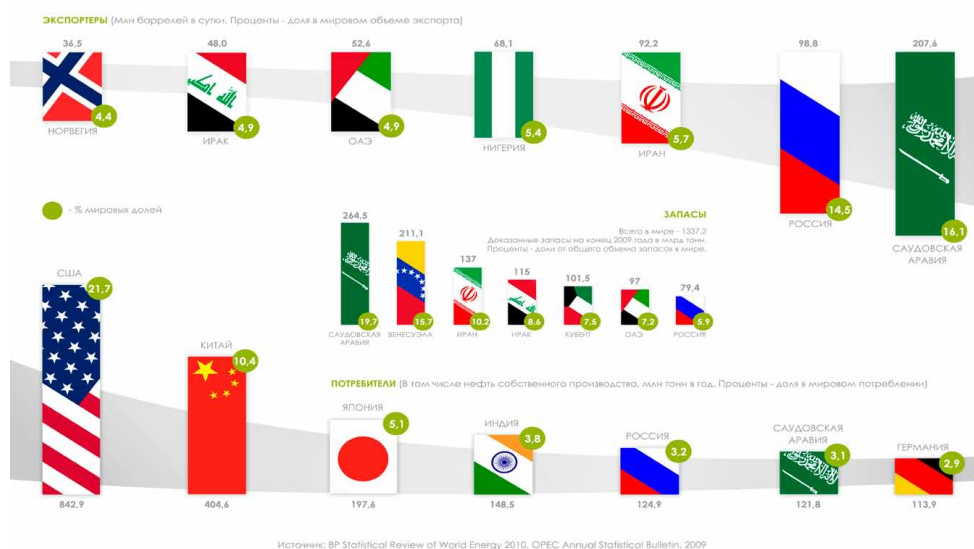 ЭКСПОРТЕРЫ (Млн баррелей в сутки. Проценты - доля в мировом объеме экспорта)
36,5 48,0 52,6 68,1 92,2 98,8 207,6
4,4 4,9 4,9 5,4 5,7 14,5 16,1
НОРВЕГИЯ ИРАК ОАЭ НИГЕРИЯ ИРАН РОССИЯ САУДОВСКАЯ
АРАВИЯ
- % мировых долей
ЗАПАСЫ
Всего в мире - 1337,2
Доказанные запасы на конец 2009 года в млрд тонн.
Проценты - доли от общего объема запасов в мире.
264,5 211,1 137 115 101,5 97 79,4
19,7 15,7 10,2 8,6 7,5 7,2 5,9
САУДОВСКАЯ ВЕНЕСУЭЛА ИРАН ИРАК КУВЕЙТ ОАЭ РОССИЯ
АРАВИЯ
ПОТРЕБИТЕЛИ (В том числе нефть собственного производства, млн тонн в год. Проценты - доля в мировом потреблении)
США КИТАЙ ЯПОНИЯ ИНДИЯ РОССИЯ САУДОВСКАЯ
АРАВИЯ ГЕРМАНИЯ
21,7 10,4 5,1 3,8 3,2 3,1 2,9
842,9 404,6 197,6 148,5 124,9 121,8 113,9
Источник: BP Statistical Review of World Energy 2010, OPEC Annual Statistical Bulletin, 2009